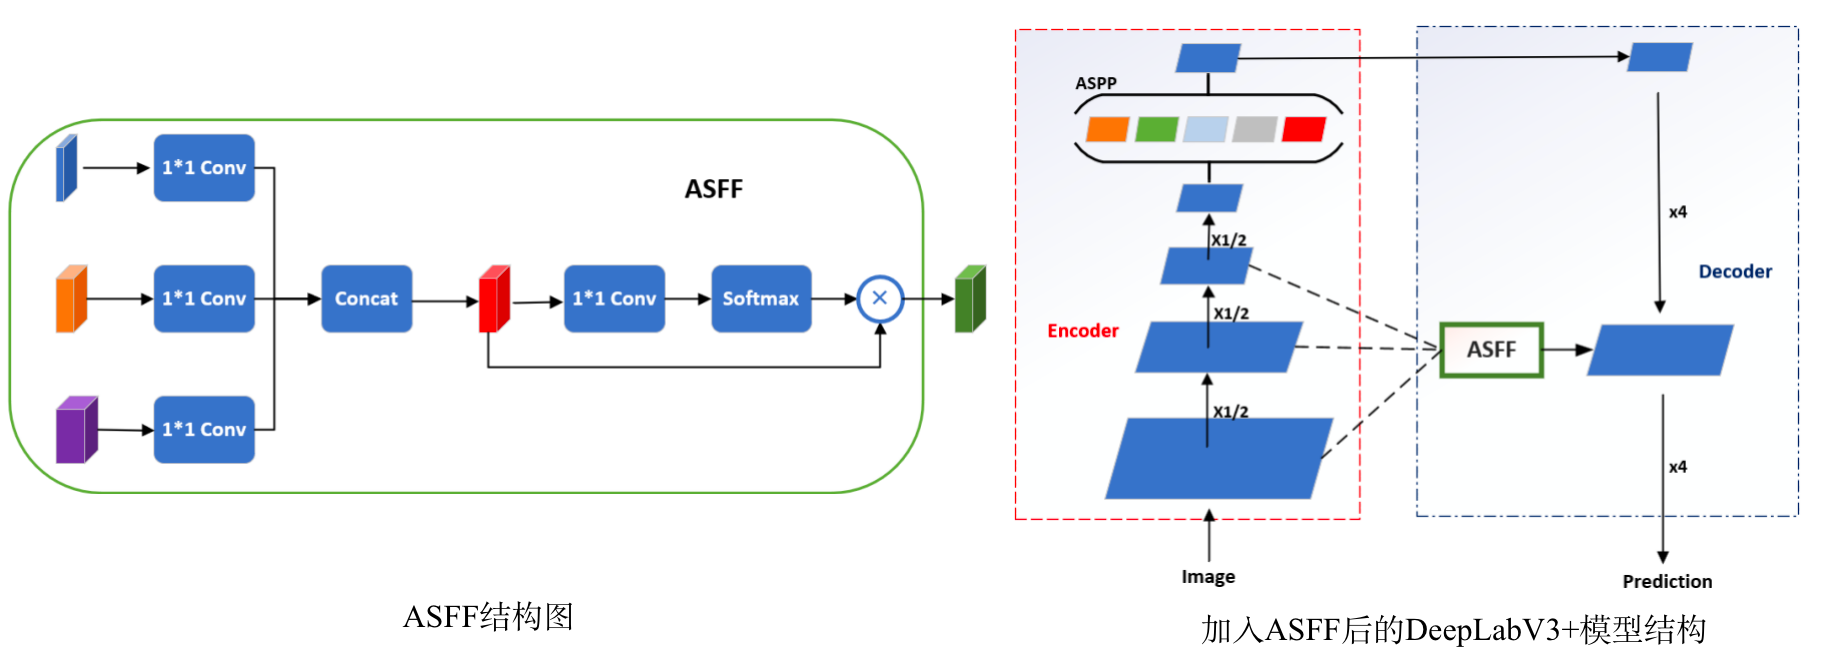 ASFF
1*1 Conv
1*1 Conv
1*1 Conv
Concat
1*1 Conv
Softmax
×
ASFF结构图
ASPP
X1/2
X1/2
X1/2
Encoder
Image
x4
Decoder
ASFF
x4
Prediction
加入ASFF后的DeepLabV3+模型结构